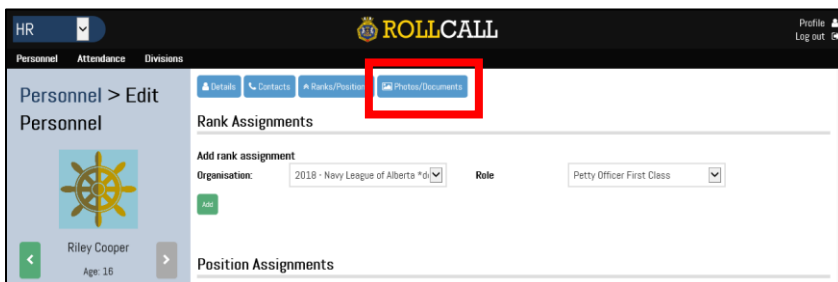 HR
ROLLCALL
Profile
Log out
Personnel Attendance Divisions
Personnel > Edit
Personnel
Riley Cooper
Age: 16
Details Contacts Ranks/Position Photos/Documents
Rank Assignments
Add rank assignment
Organisation: 2018 - Navy League of Alberta *d Role Petty Officer First Class
Add
Position Assignments